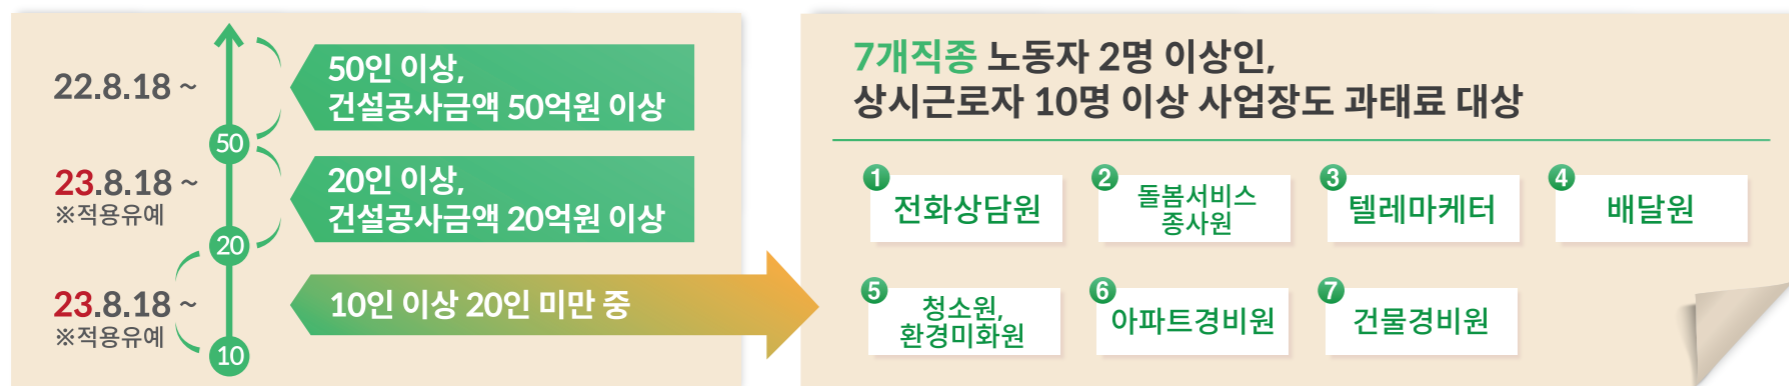 22.8.18 ~
50인 이상,
건설공사금액 50억원 이상
50
23.8.18 ~
※적용유예
20인 이상,
건설공사금액 20억원 이상
20
23.8.18 ~
※적용유예
10인 이상 20인 미만 중
10
7개직종 노동자 2명 이상인,
상시근로자 10명 이상 사업장도 과태료 대상
1
전화상담원
2
돌봄서비스
종사원
3
텔레마케터
4
배달원
5
청소원,
환경미화원
6
아파트경비원
7
건물경비원